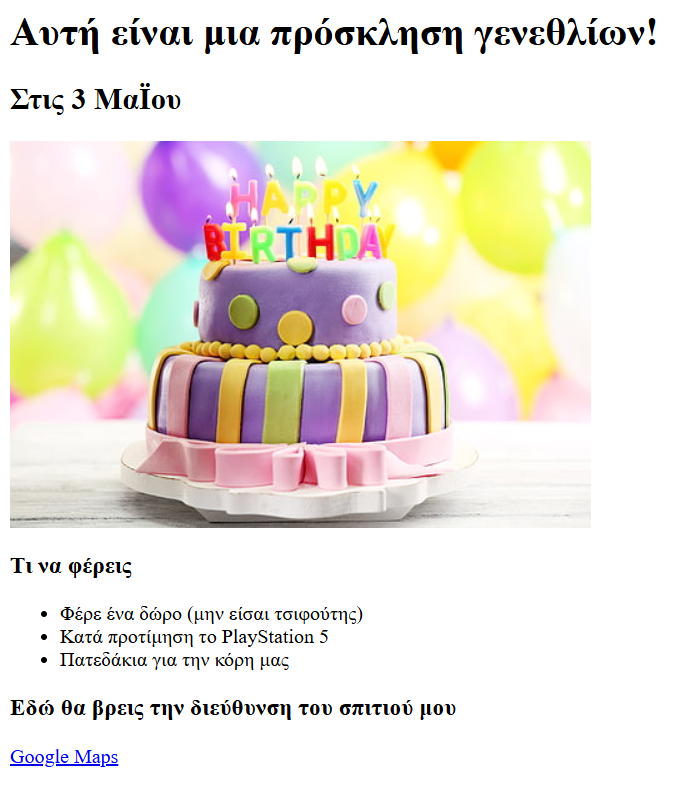 Αυτή είναι μια πρόσκληση γενεθλίων!
Στις 3 ΜαΪου
HAPPY
BIRTHDAY
Τι να φέρεις
• Φέρε ένα δώρο (μην είσαι τσιφούτης)
• Κατά προτίμηση το PlayStation 5
• Πατεδάκια για την κόρη μας
Εδώ θα βρεις την διεύθυνση του σπιτιού μου
Google Maps